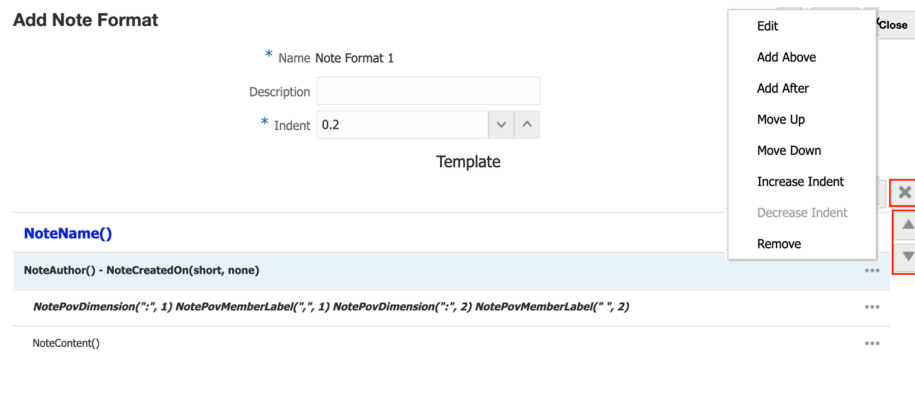 Add Note Format
Close
* Name Note Format 1
Description
* Indent 0.2
Template
Edit
Add Above
Add After
Move Up
Move Down
Increase Indent
Decrease Indent
Remove
NoteName()
NoteAuthor() - NoteCreatedOn(short, none)
NotePovDimension(":", 1) NotePovMemberLabel(",", 1) NotePovDimension(":", 2) NotePovMemberLabel(" ", 2)
NoteContent()